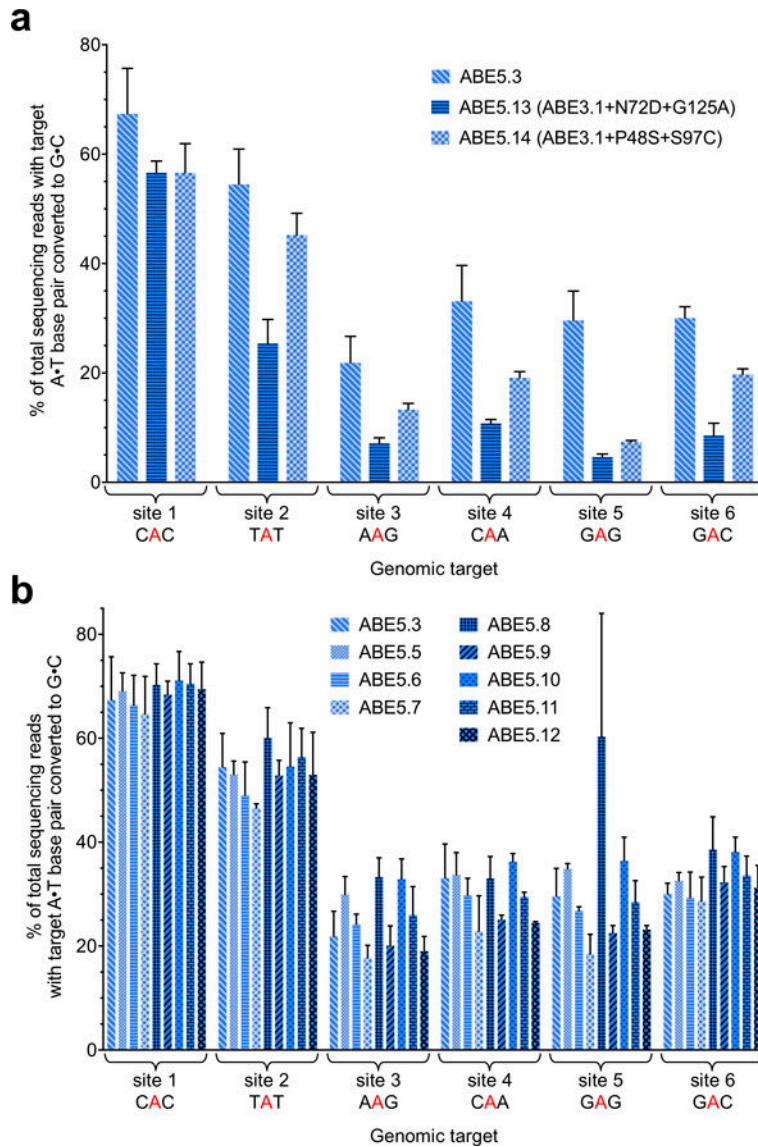 a
% of total sequencing reads with target
A•T base pair converted to G•C
80
60
40
20
0
ABE5.3
ABE5.13 (ABE3.1+N72D+G125A)
ABE5.14 (ABE3.1+P48S+S97C)
site 1 site 2 site 3 site 4 site 5 site 6
CAC TAT AAG CAA GAG GAC
Genomic target
b
% of total sequencing reads
with target A•T base pair converted to G•C
80
60
40
20
0
ABE5.3 ABE5.8
ABE5.5 ABE5.9
ABE5.6 ABE5.10
ABE5.7 ABE5.11
ABE5.12
site 1 site 2 site 3 site 4 site 5 site 6
CAC TAT AAG CAA GAG GAC
Genomic target